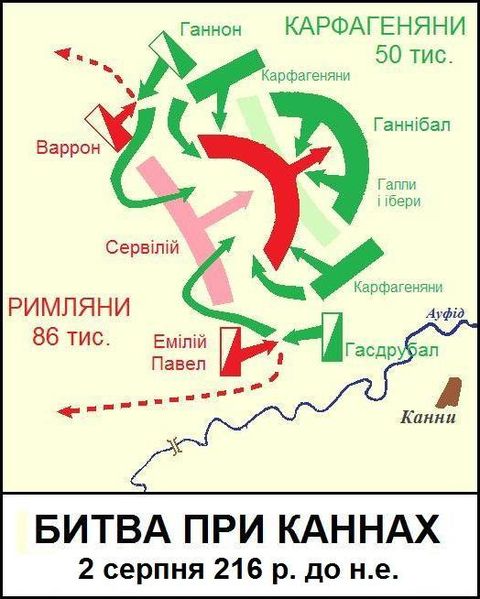 Ганнон
КАРФАГЕНЯНИ
50 тис.
Карфагеняни
Варрон
Ганнібал
Галли
і ібери
Сервілій
Карфагеняни
РИМЛЯНИ
86 тис.
Емілій
Павел
Гасдрубал
Ауфід
Канни
БИТВА ПРИ КАННАХ
2 серпня 216 р. до н.е.